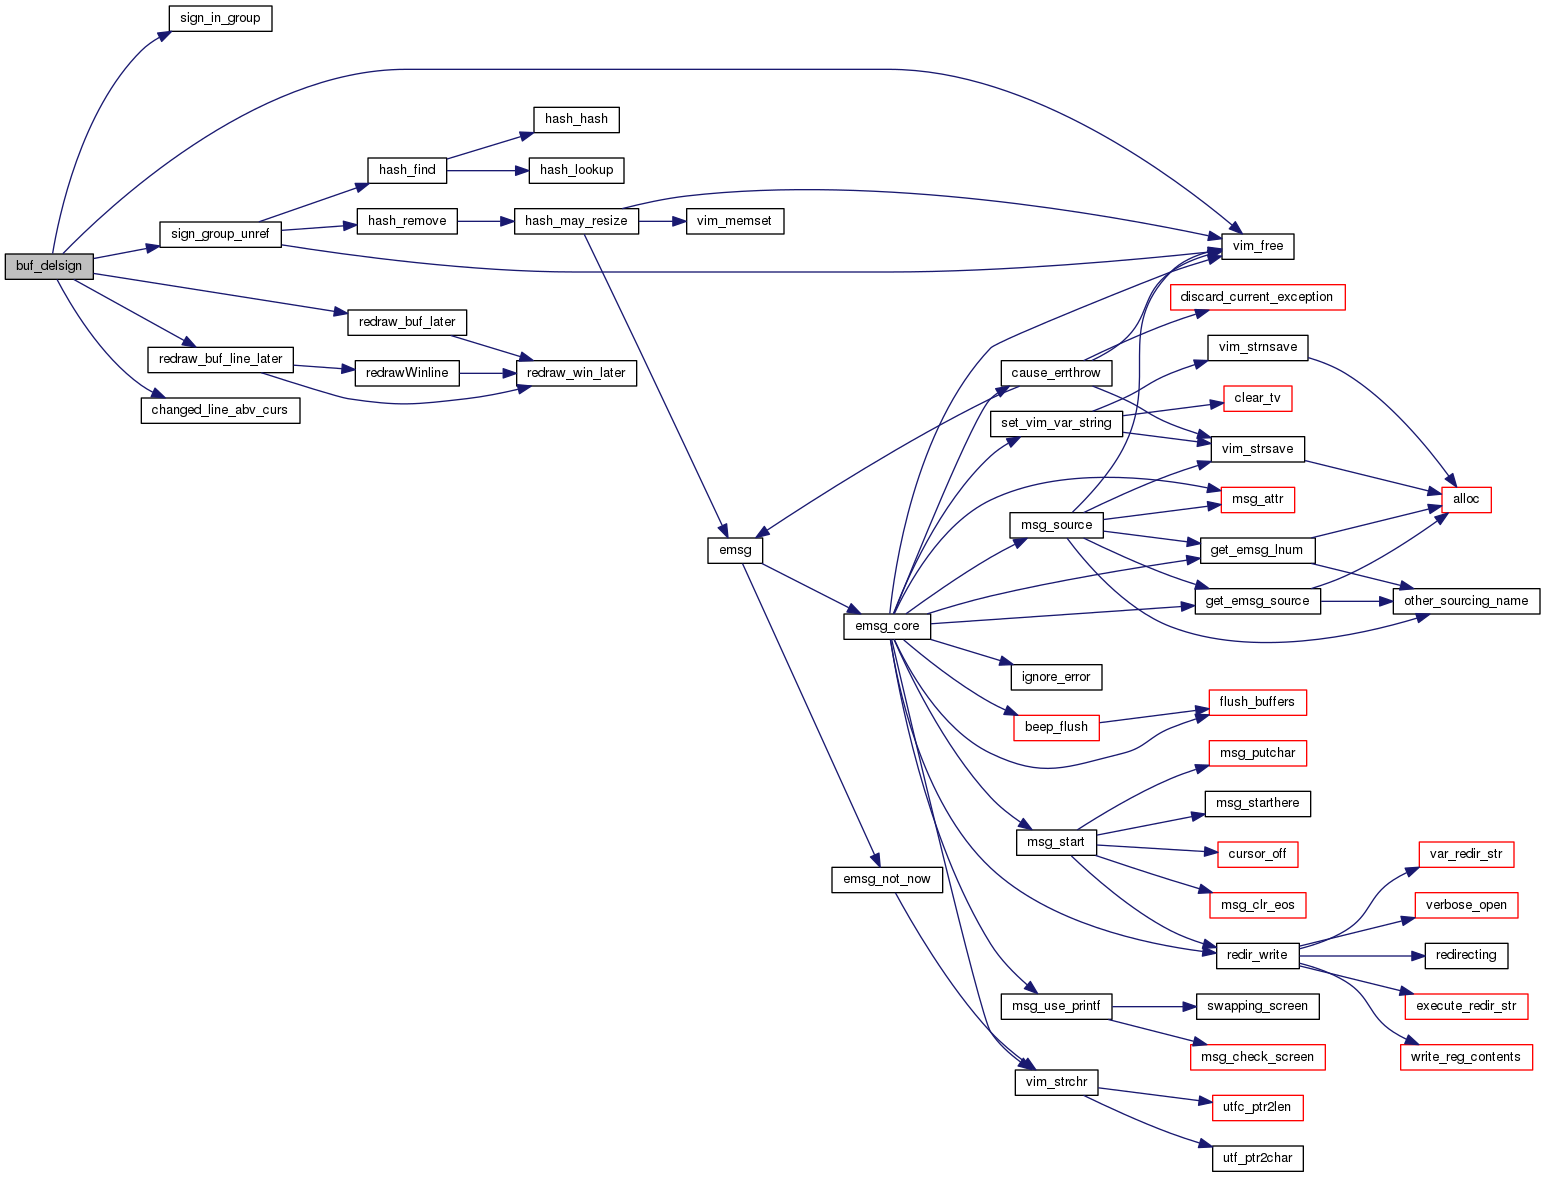 sign_in_group
hash_hash
hash_find
hash_lookup
hash_remove
hash_may_resize
vim_memset
sign_group_unref
vim_free
buf_delsign
discard_current_exception
redraw_buf_later
vim_strnsave
redraw_buf_line_later
redrawWinline
redraw_win_later
cause_errthrow
clear_tv
changed_line_abv_curs
set_vim_var_string
vim_strsave
msg_attr
alloc
msg_source
emsg
get_emsg_lnum
get_emsg_source
other_sourcing_name
emsg_core
ignore_error
flush_buffers
beep_flush
msg_putchar
msg_starthere
msg_start
cursor_off
var_redir_str
emsg_not_now
msg_clr_eos
verbose_open
redir_write
redirecting
msg_use_printf
swapping_screen
execute_redir_str
msg_check_screen
write_reg_contents
vim_strchr
utfc_ptr2len
utf_ptr2char